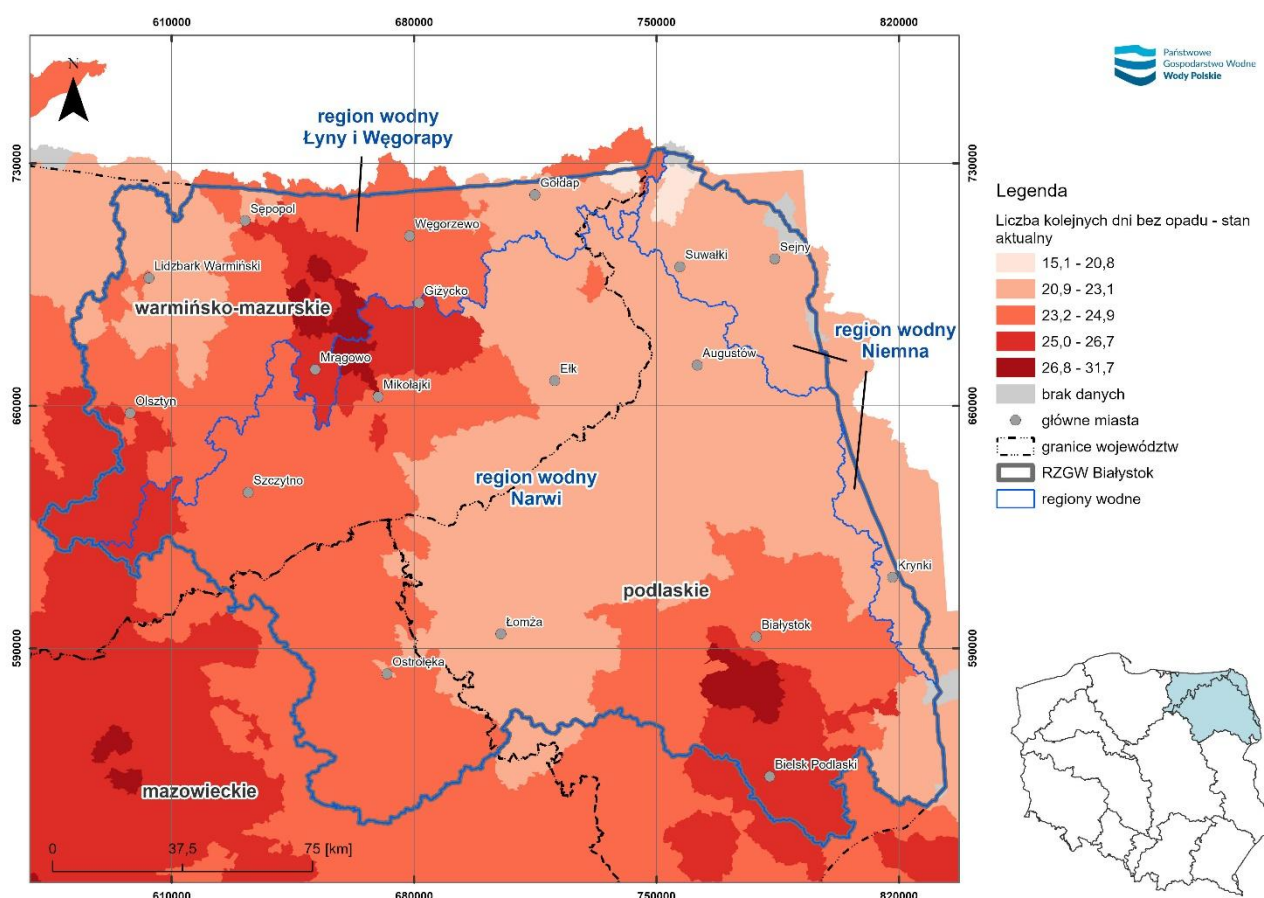 610000
680000
750000
820000
N
region wodny
Łyny i Węgorapy
730000
730000
Gołdap
Sępopol
Węgorzewo
Lidzbark Warmiński
Suwałki
Sejny
warmińsko-mazurskie
Giżycko
region wodny
Niemna
Mrągowo
Mikołajki
Ełk
Augustów
660000
660000
Olsztyn
Szczytno
region wodny
Narwi
Krynki
podlaskie
Łomża
Białystok
590000
590000
Ostrołęka
Bielsk Podlaski
mazowieckie
0
37,5
75 [km]
610000
680000
750000
820000
Państwowe
Gospodarstwo Wodne
Wody Polskie
Legenda
Liczba kolejnych dni bez opadu - stan
aktualny
15,1 - 20,8
20,9 - 23,1
23,2 - 24,9
25,0 - 26,7
26,8 - 31,7
brak danych
główne miasta
granice województw
RZGW Białystok
regiony wodne